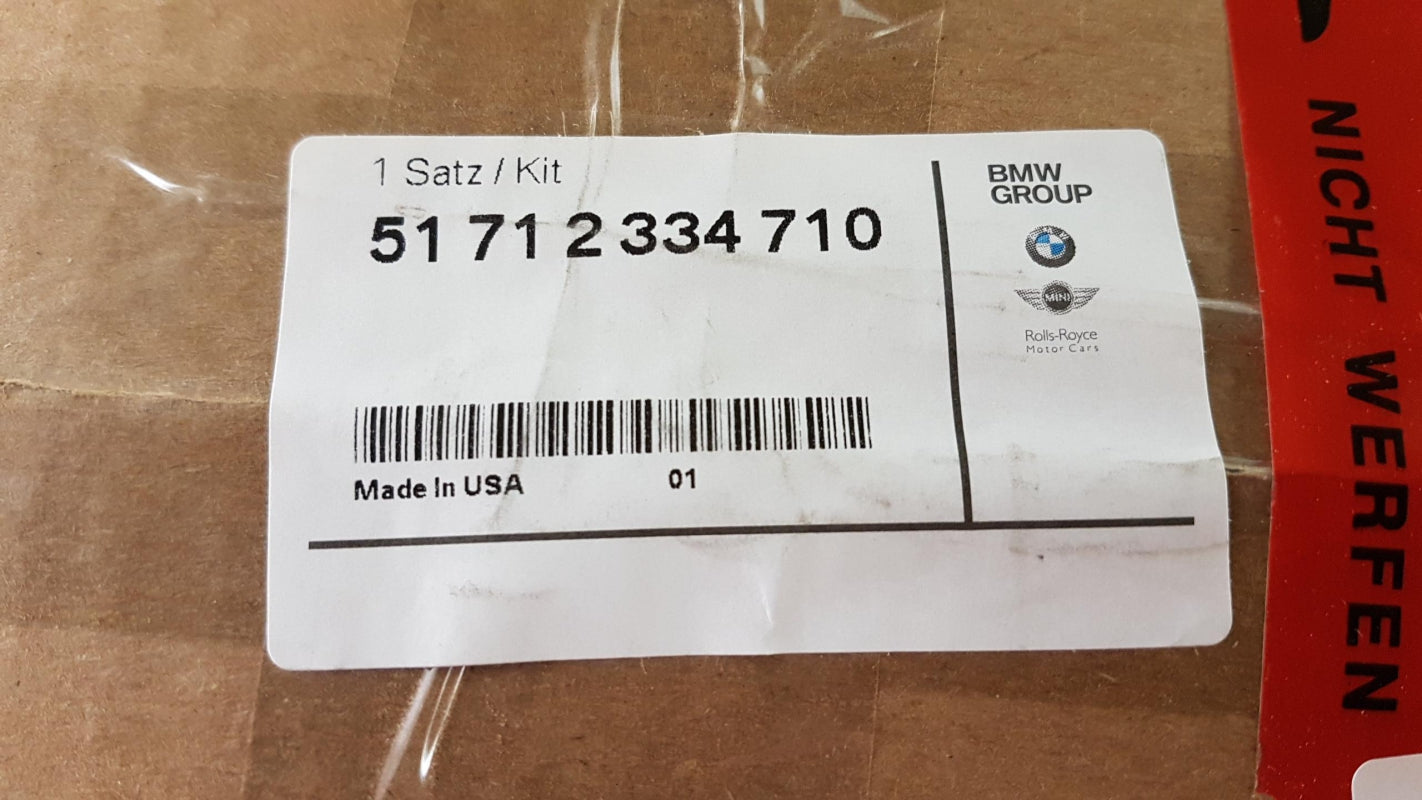 1 Satz / Kit
51 71 2 334 710
Made In USA 01
BMW
GROUP
MINI
Rolls-Royce
Motor Cars
NICHT WERFEN